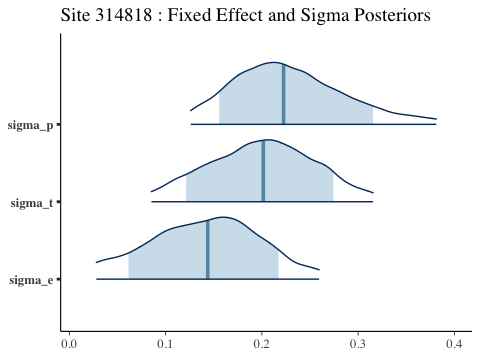 Site 314818 : Fixed Effect and Sigma Posteriors
sigma_p
sigma_t
sigma_e
0.0 0.1 0.2 0.3 0.4